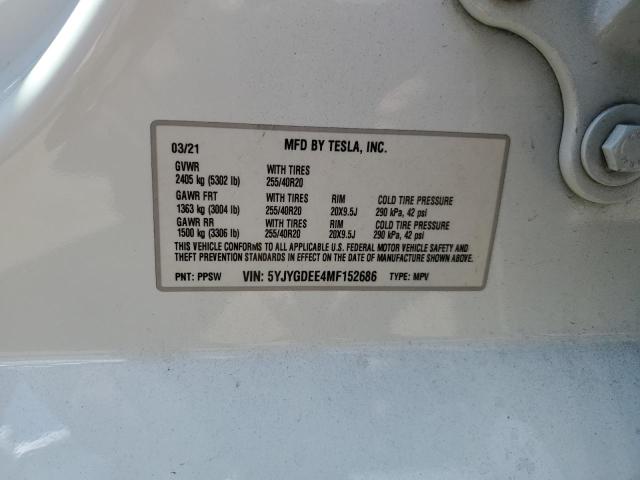 03/21 MFD BY TESLA, INC.
GVWR WITH TIRES
2405 kg (5302 lb) 255/40R20
GAWR FRT WITH TIRES RIM COLD TIRE PRESSURE
1363 kg (3004 lb) 255/40R20 20X9.5J 290 kPa, 42 psi
GAWR RR WITH TIRES RIM COLD TIRE PRESSURE
1500 kg (3306 lb) 255/40R20 20X9.5J 290 kPa, 42 psi
THIS VEHICLE CONFORMS TO ALL APPLICABLE U.S. FEDERAL MOTOR VEHICLE SAFETY AND
THEFT PREVENTION STANDARDS IN EFFECT ON THE DATE OF MANUFACTURE SHOWN ABOVE.
PNT: PPSW VIN: 5YJYGDEE4MF152686 TYPE: MPV